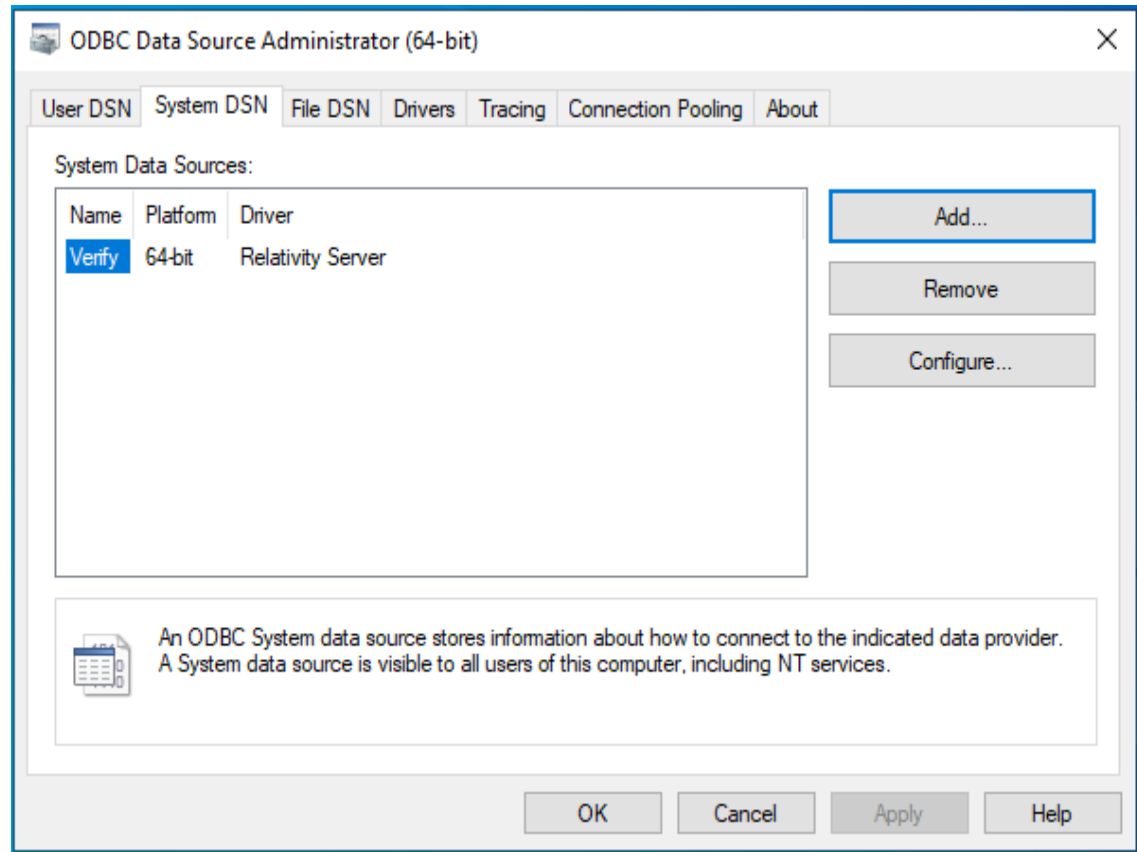 ODBC Data Source Administrator (64-bit)
User DSN System DSN File DSN Drivers Tracing Connection Pooling About
System Data Sources:
Name Platform Driver
Verify 64-bit Relativity Server
Add...
Remove
Configure...
An ODBC System data source stores information about how to connect to the indicated data provider.
A System data source is visible to all users of this computer, including NT services.
OK Cancel Apply Help